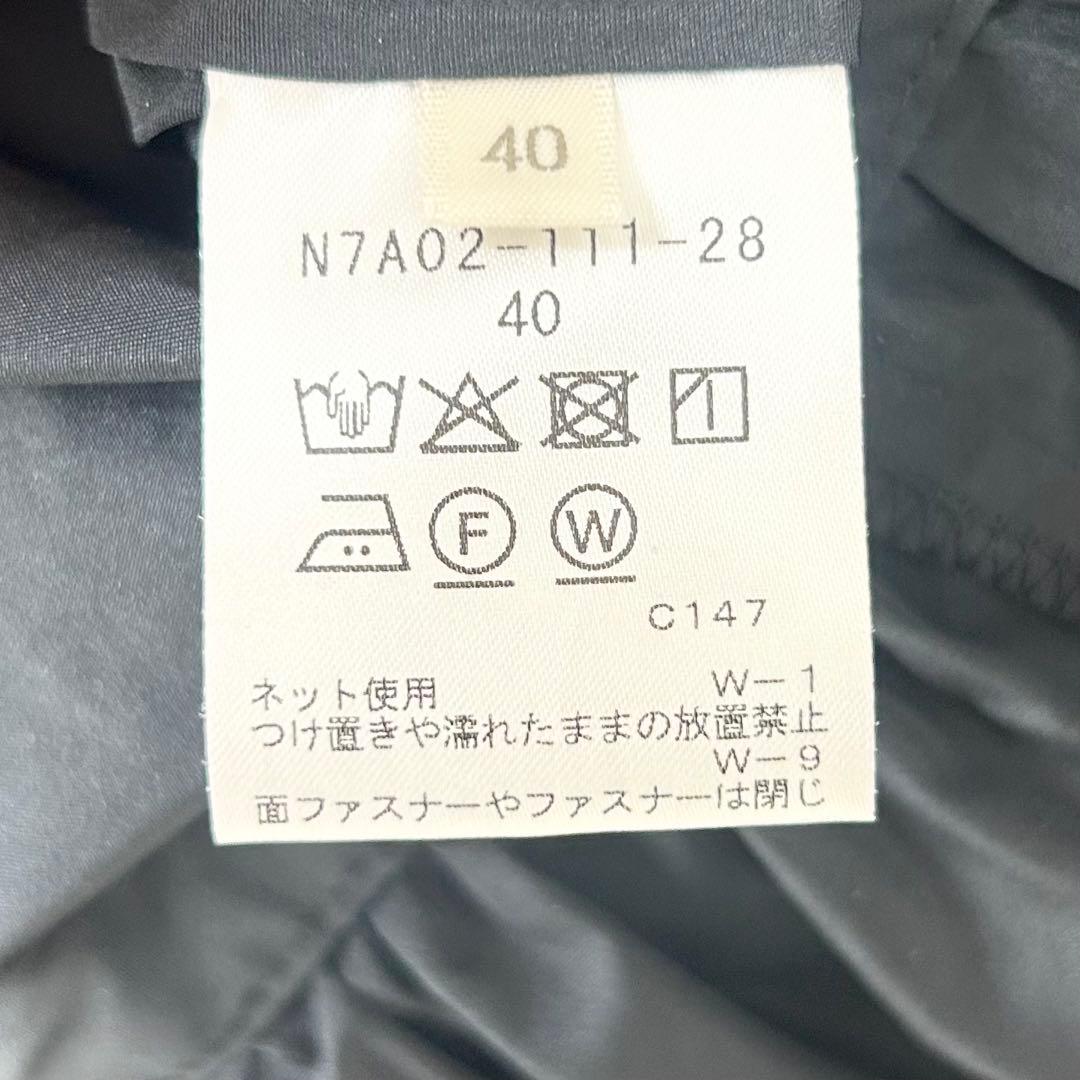 40
N7A02-111-28
40
F W
C147
ネット使用 W-1
つけ置きや濡れたままの放置禁止
W-9
面ファスナーやファスナーは閉じ